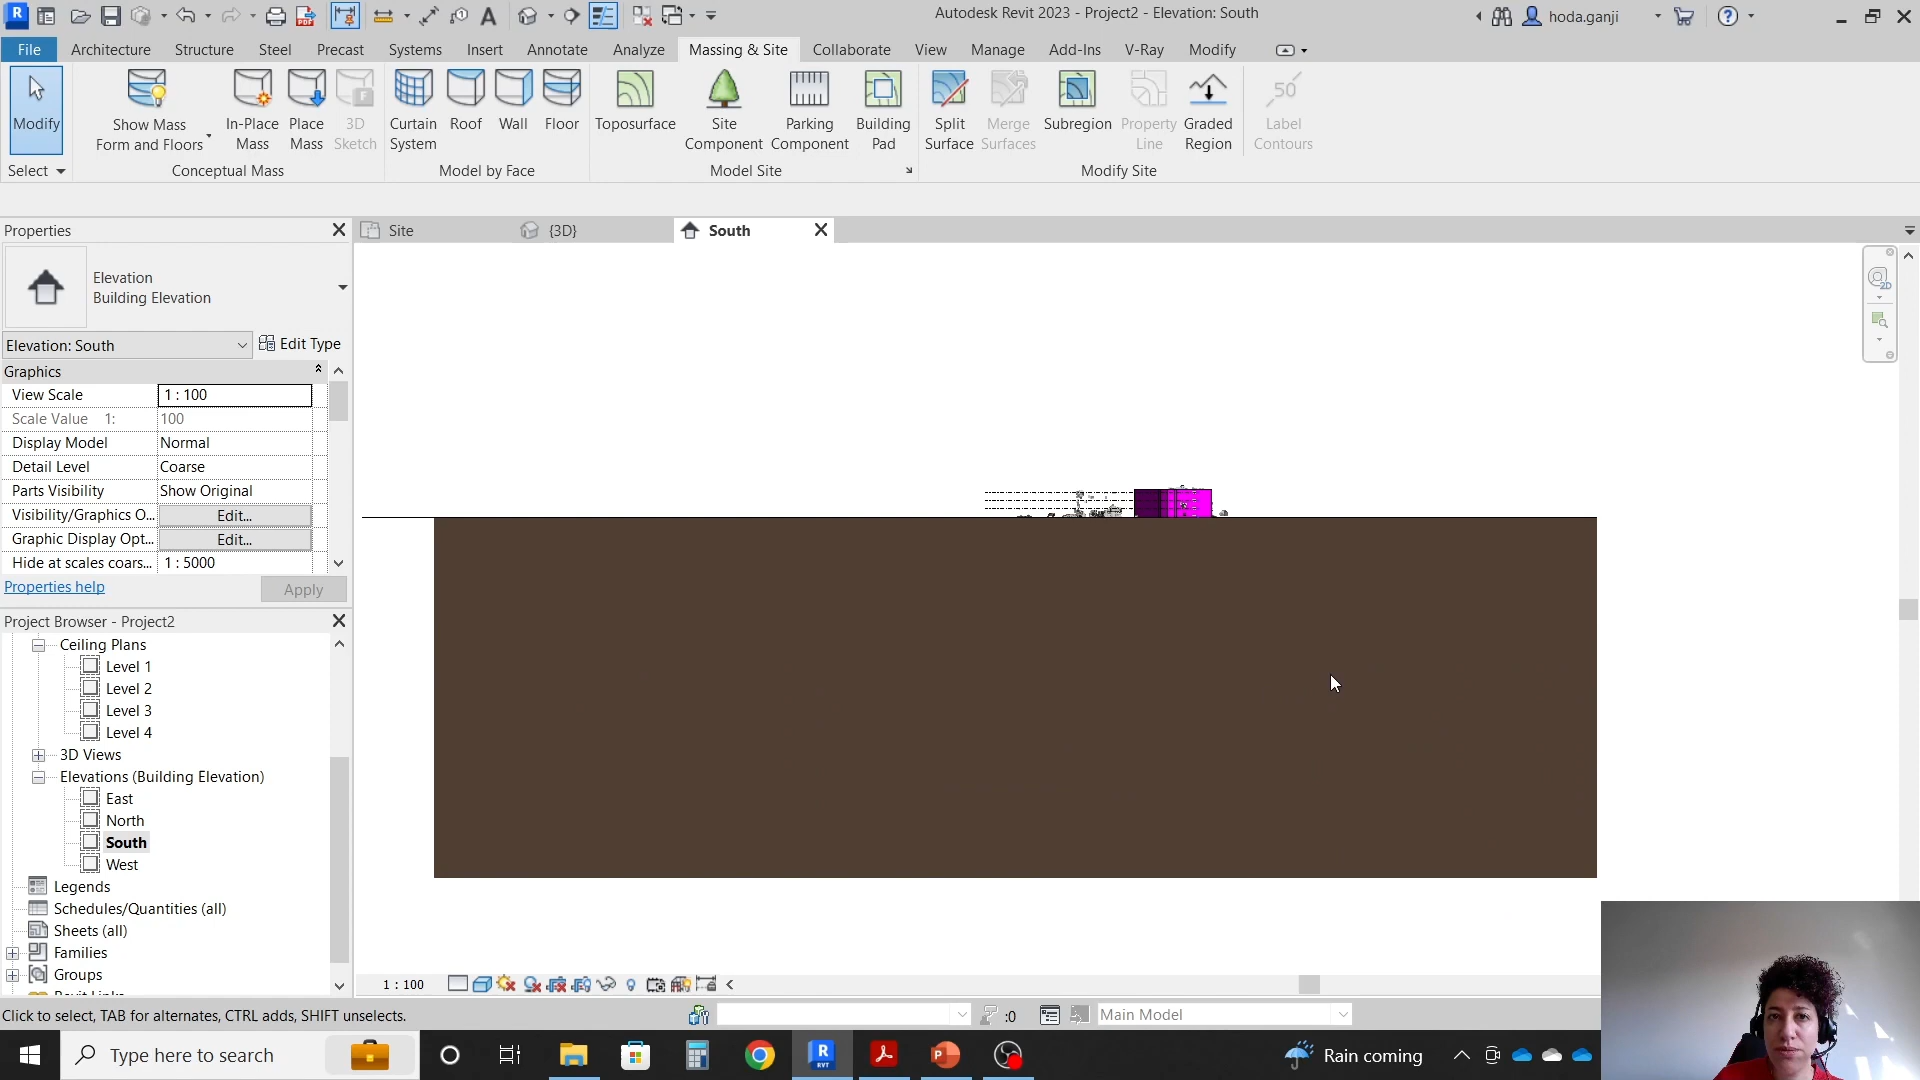 Autodesk Revit 2023 - Project2 - Elevation: South
hoda.ganji
File Architecture Structure Steel Precast Systems Insert Annotate Analyze Massing & Site Collaborate View Manage Add-Ins V-Ray Modify
Modify
Show Mass
Form and Floors
In-Place
Mass
Place
Mass
3D
Sketch
Curtain
System
Roof
Wall
Floor
Toposurface
Site
Component
Parking
Component
Building
Pad
Split
Surface
Merge
Surfaces
Subregion
Property
Line
Graded
Region
50
Label
Contours
Select
Conceptual Mass
Model by Face
Model Site
Modify Site
Properties
Site
{3D}
South
Elevation
Building Elevation
Elevation: South
Edit Type
Graphics
View Scale 1 : 100
Scale Value 1: 100
Display Model Normal
Detail Level Coarse
Parts Visibility Show Original
Visibility/Graphics O... Edit...
Graphic Display Opt... Edit...
Hide at scales coars... 1 : 5000
Properties help
Apply
Project Browser - Project2
Ceiling Plans
Level 1
Level 2
Level 3
Level 4
3D Views
Elevations (Building Elevation)
East
North
South
West
Legends
Schedules/Quantities (all)
Sheets (all)
Families
Groups
1 : 100
Click to select, TAB for alternates, CTRL adds, SHIFT unselects.
:0
Main Model
Type here to search
Rain coming